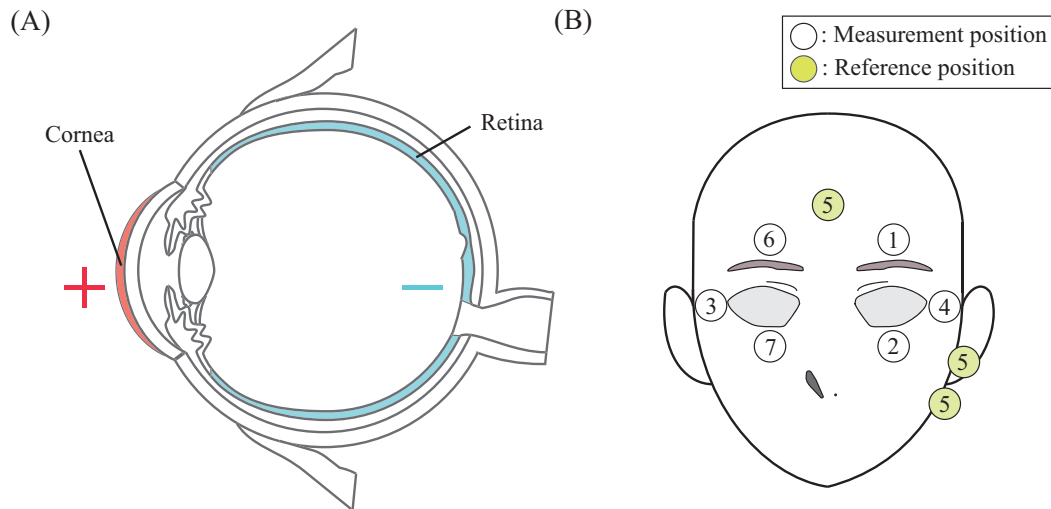 (A)
Cornea
Retina
+
−
(B)
: Measurement position
: Reference position
5
6
1
3
4
7
2
5
5